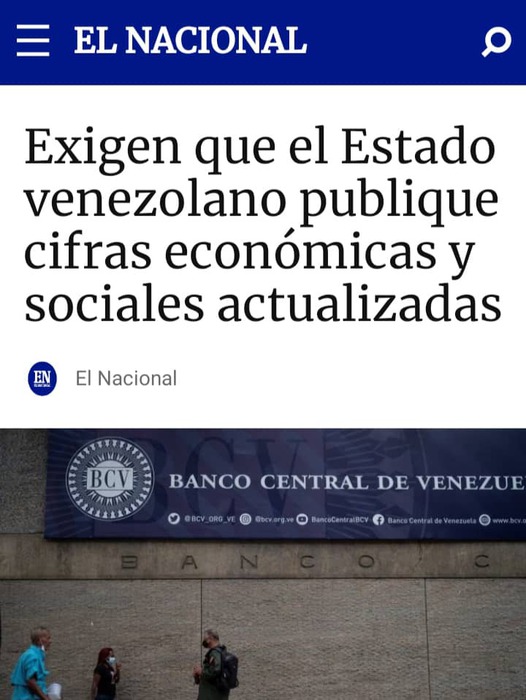 EL NACIONAL
Exigen que el Estado
venezolano publique
cifras económicas y
sociales actualizadas
EN
El Nacional
BCV
BANCO CENTRAL DE VENEZUE
@BCV_ORG_VE @bcv.org.ve BancoCentralBCV Banco Central de Venezuela www.bcv.o
BANCO C